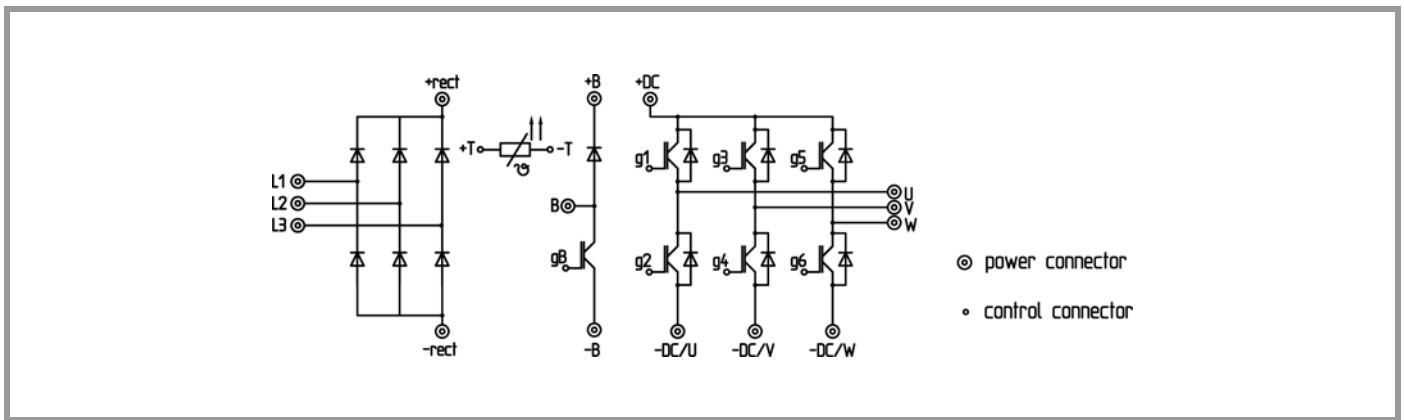 +rect
+B
+DC
+T
-T
ϑ
g1
g3
g5
L1
L2
L3
B
U
V
W
gB
g2
g4
g6
power connector
control connector
-rect
-B
-DC/U
-DC/V
-DC/W